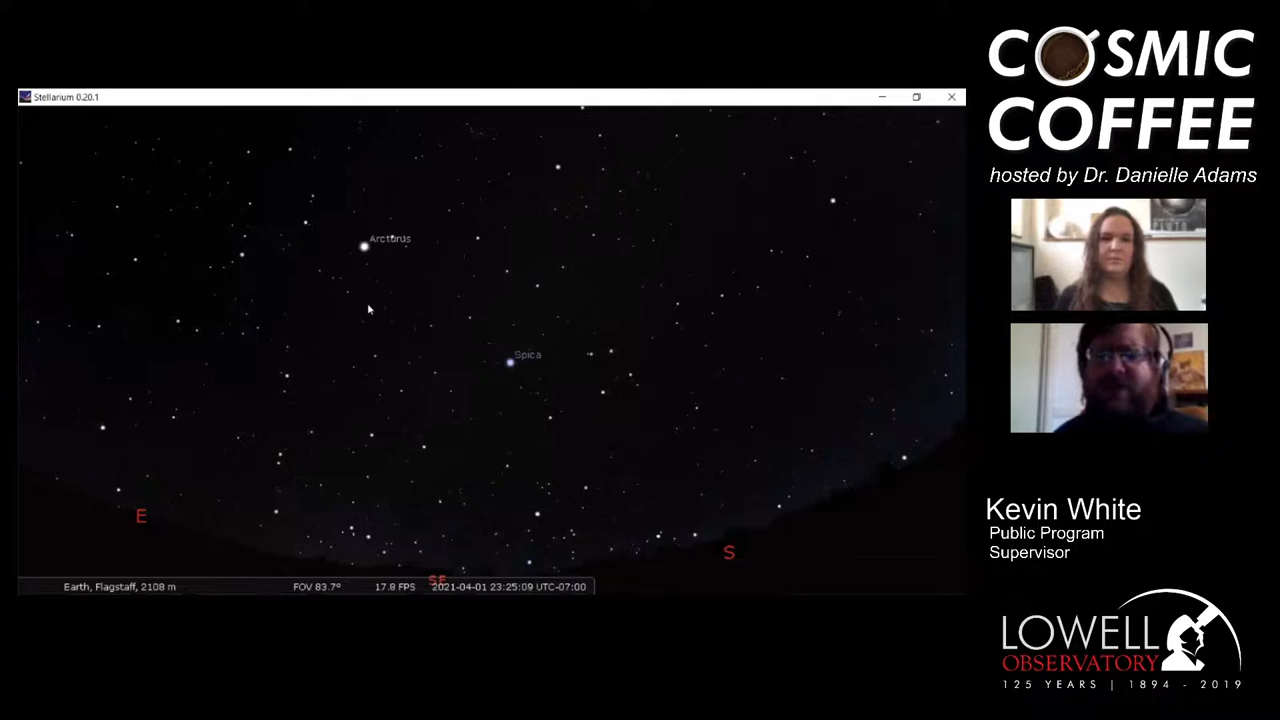 Stellarium 0.20.1
Arcturus
Spica
E
S
SE
Earth, Flagstaff, 2108 m
FOV 83.7°
17.8 FPS
2021-04-01 23:25:09 UTC-07:00
COSMIC
COFFEE
hosted by Dr. Danielle Adams
PLUTO
Kevin White
Public Program
Supervisor
LOWELL
OBSERVATORY
125 YEARS | 1894 - 2019